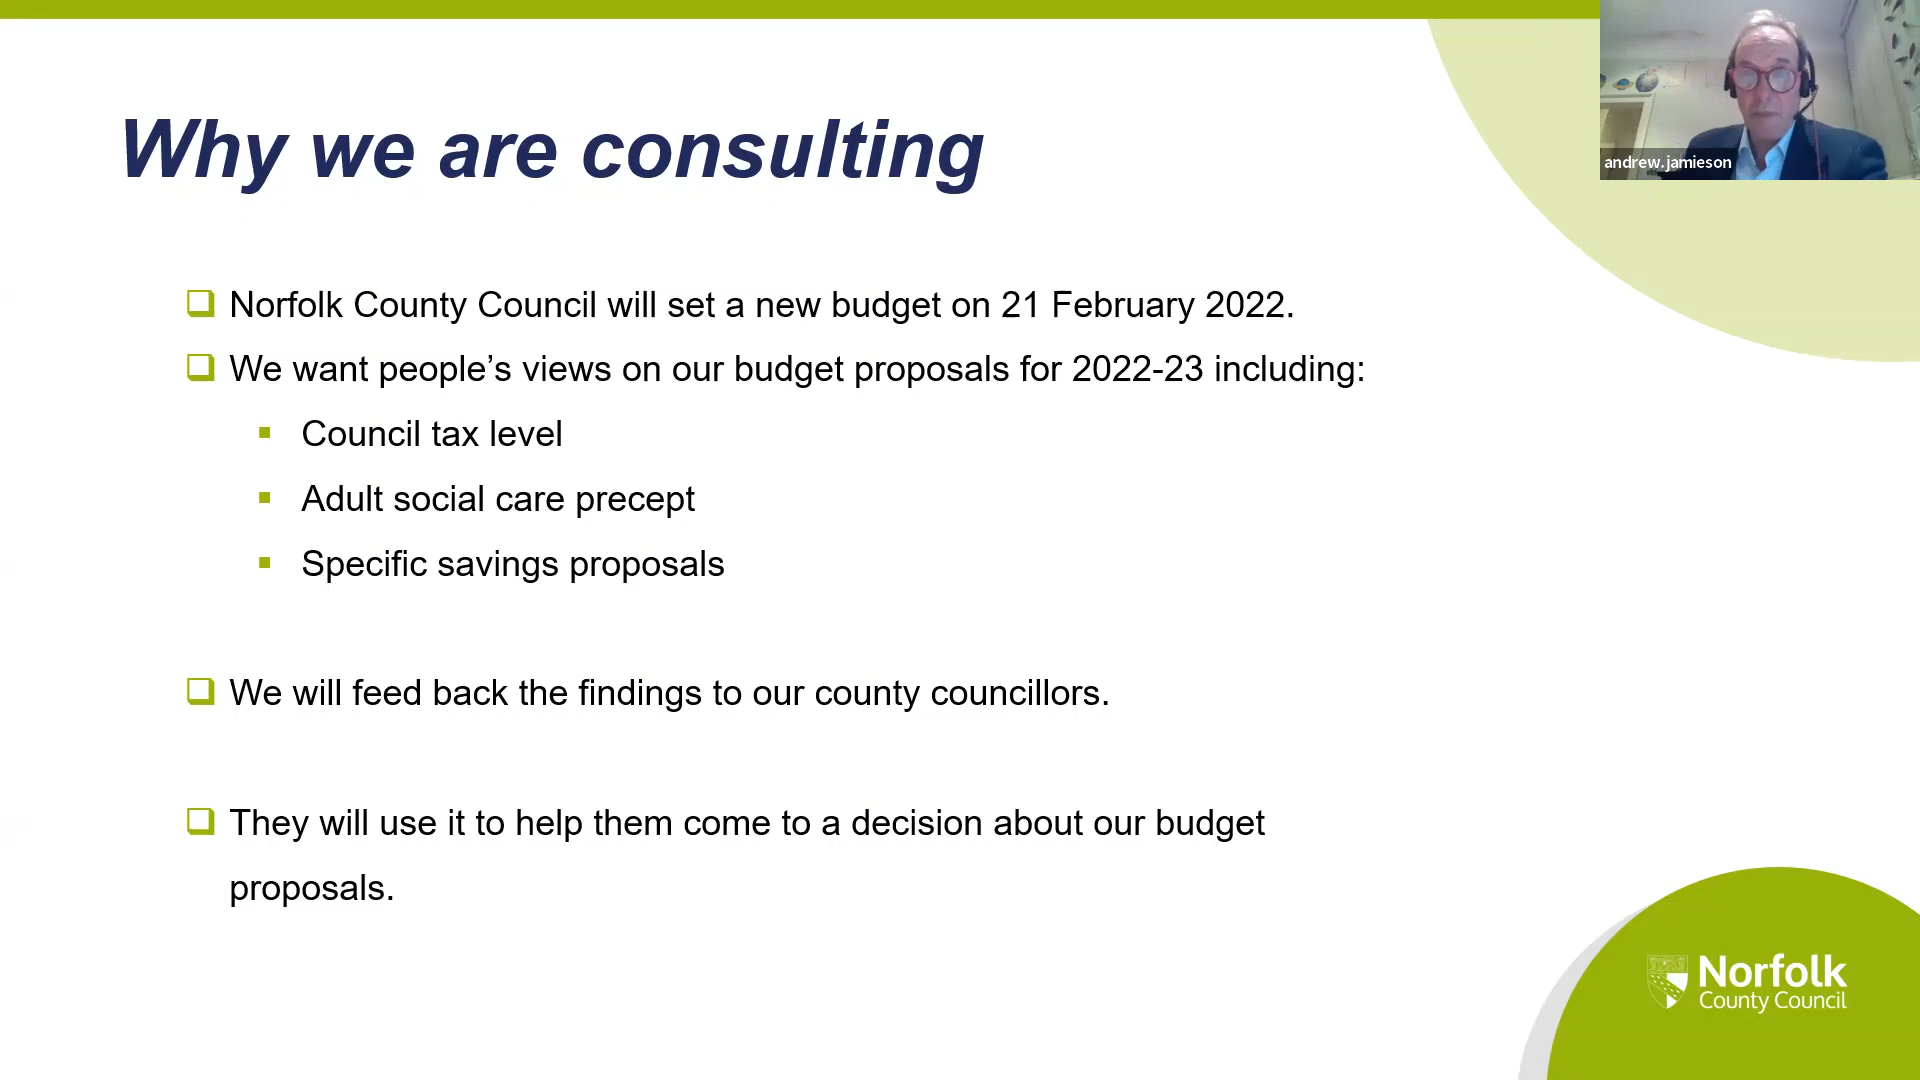 Why we are consulting
andrew.jamieson
Norfolk County Council will set a new budget on 21 February 2022.
We want people’s views on our budget proposals for 2022-23 including:
Council tax level
Adult social care precept
Specific savings proposals
We will feed back the findings to our county councillors.
They will use it to help them come to a decision about our budget
proposals.
Norfolk
County Council